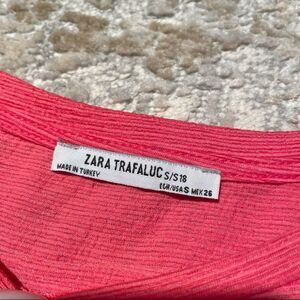 ZARA TRAFALUC S/S18
MADE IN TURKEY
EUR/USA S MEX 26